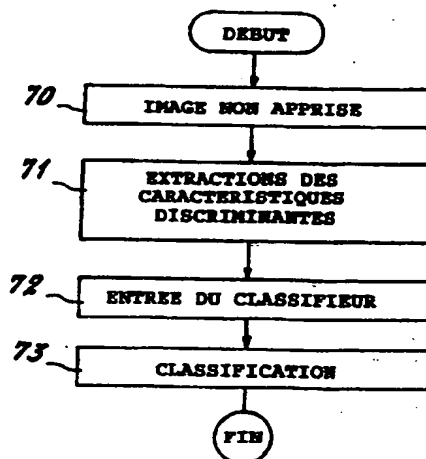 DEBUT
70
IMAGE NON APPRISE
71
EXTRACTIONS DES
CARACTERISTIQUES
DISCRIMINANTES
72
ENTREE DU CLASSIFIEUR
73
CLASSIFICATION
FIN